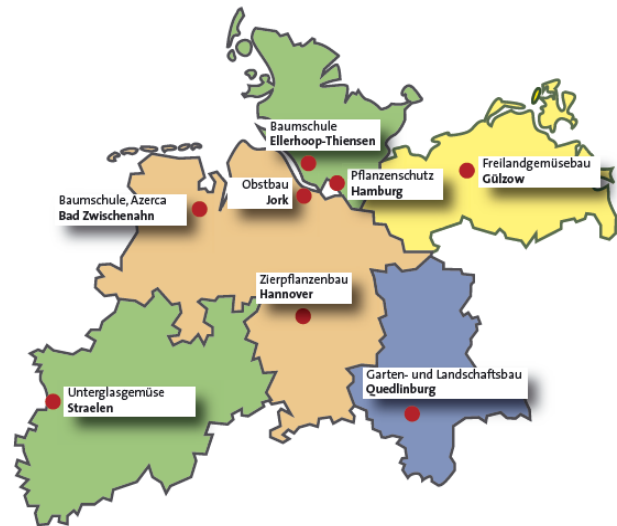 Baumschule
Ellerhoop-Thiensen
Freilandgemüsebau
Gülzow
Pflanzenschutz
Hamburg
Obstbau
Jork
Baumschule, Azerca
Bad Zwischenahn
Zierpflanzenbau
Hannover
Garten- und Landschaftsbau
Quedlinburg
Unterglasgemüse
Straelen